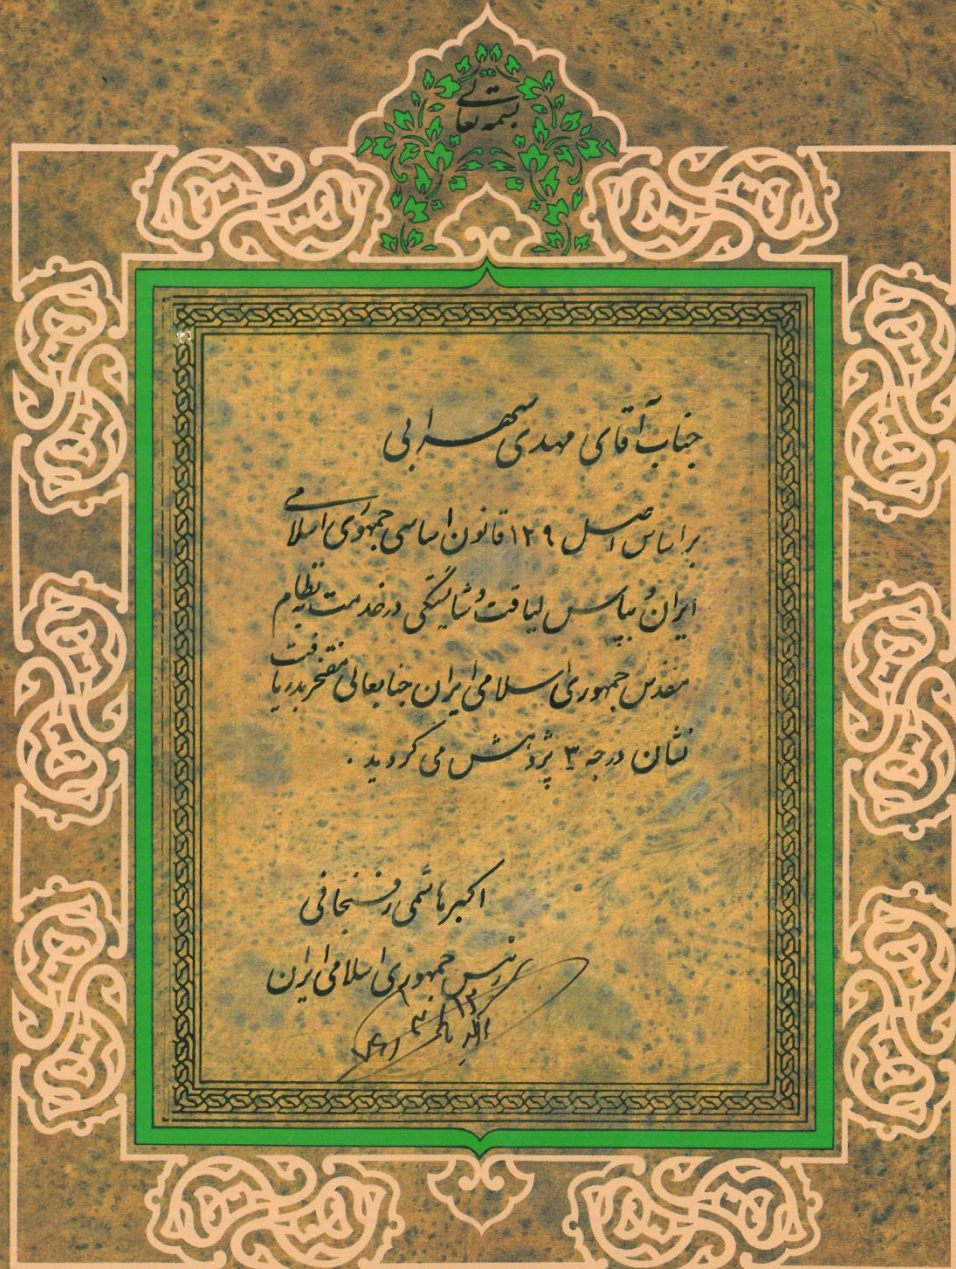 بسمه تعالی
جناب آقای مهدی سهرابی
بر اساس اصل ۱۲۹ قانون اساسی جمهوری اسلامی
ایران و بپاس لیاقت و شایستگی در خدمت به نظام
مقدس جمهوری اسلامی ایران جنابعالی مفتخر بدریافت
نشان درجه ۳ پژوهش می گردید .
اکبر هاشمی رفسنجانی
رئیس جمهوری اسلامی ایران